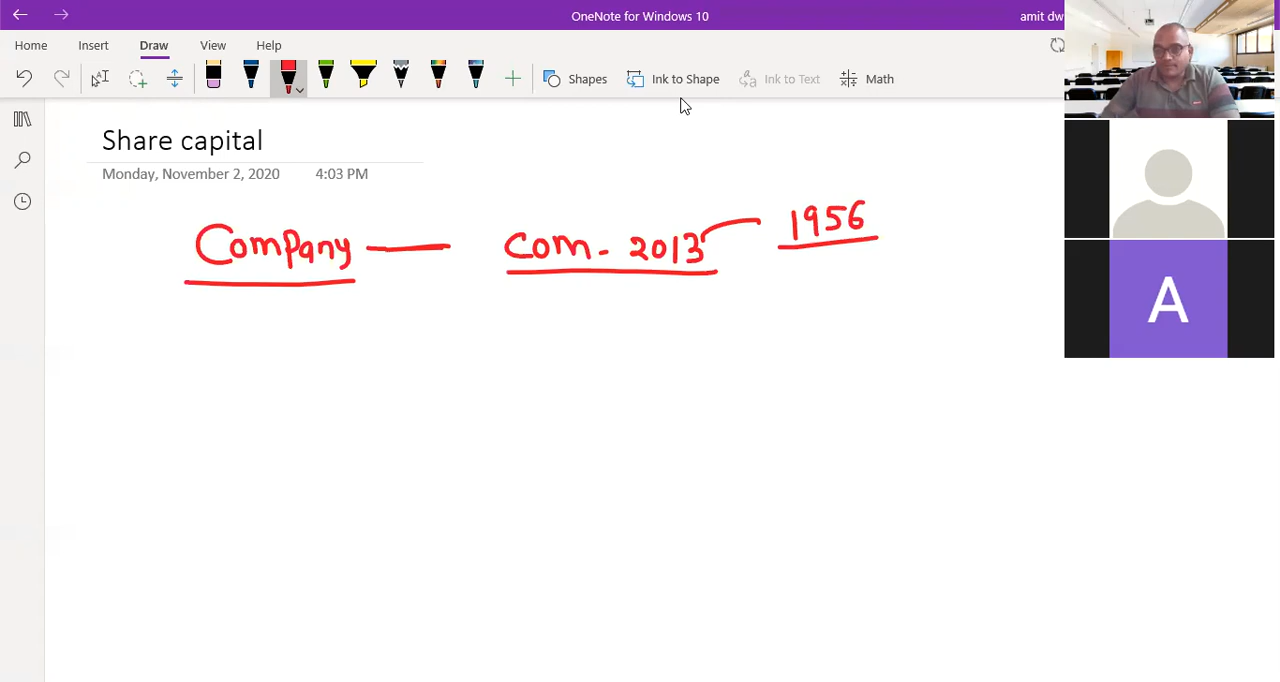 OneNote for Windows 10
amit dw
Home Insert Draw View Help
Shapes Ink to Shape Ink to Text Math
Share capital
Monday, November 2, 2020 4:03 PM
Company — Com. 2013 1956
A